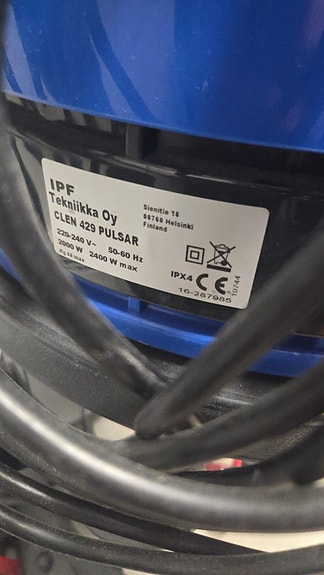 IPF
Tekniikka Oy
Sienitie 16
00760 Helsinki
Finland
CLEN 429 PULSAR
220-240 V~ 50-60 Hz
2000 W 2400 W max
IPX4 CE
16-287985